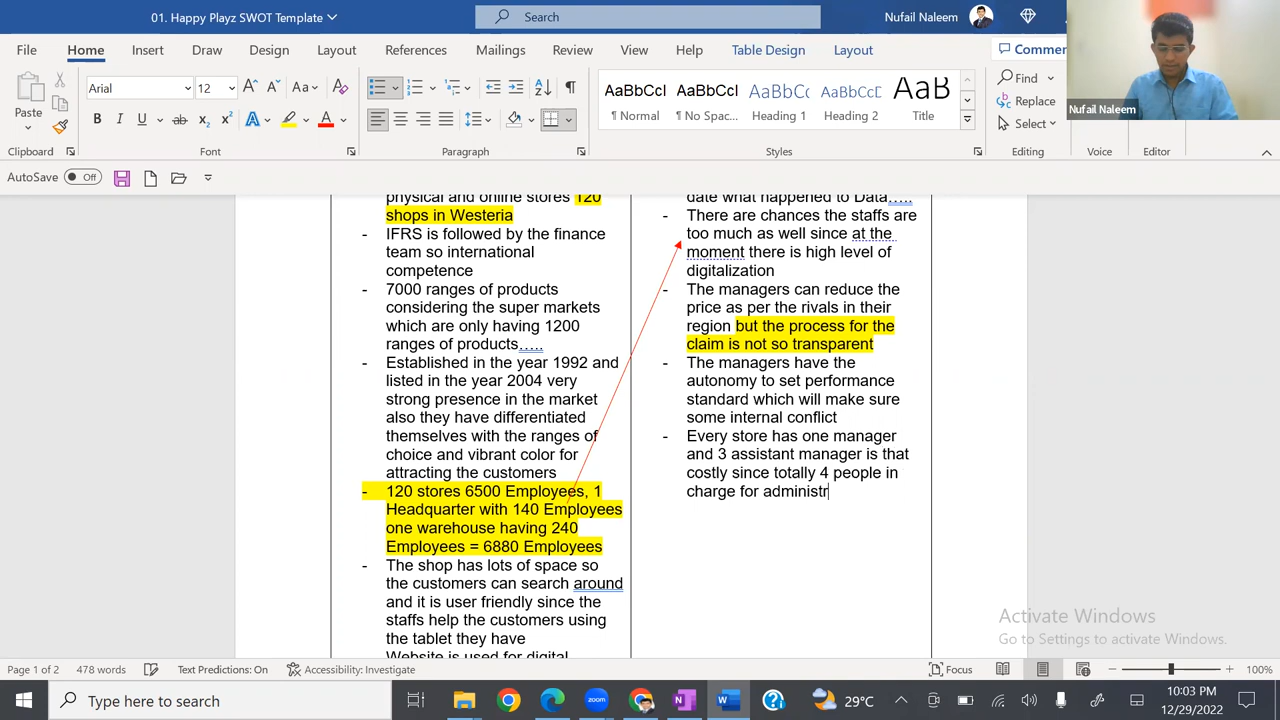 01. Happy Playz SWOT Template
Search
Nufail Naleem
File Home Insert Draw Design Layout References Mailings Review View Help Table Design Layout Commer
Paste
Clipboard
Arial 12 Aa
Font
Paragraph
AaBbCcI AaBbCcI AaBbCc AaBbCcD AaB
¶ Normal ¶ No Spac... Heading 1 Heading 2 Title
Styles
Find
Replace
Select
Editing
Voice
Editor
Nufail Naleem
AutoSave Off
physical and online stores 120
shops in Westeria
- IFRS is followed by the finance
team so international
competence
- 7000 ranges of products
considering the super markets
which are only having 1200
ranges of products…..
- Established in the year 1992 and
listed in the year 2004 very
strong presence in the market
also they have differentiated
themselves with the ranges of
choice and vibrant color for
attracting the customers
- 120 stores 6500 Employees, 1
Headquarter with 140 Employees
one warehouse having 240
Employees = 6880 Employees
- The shop has lots of space so
the customers can search around
and it is user friendly since the
staffs help the customers using
the tablet they have
Website is used for digital
date what happened to Data…..
- There are chances the staffs are
too much as well since at the
moment there is high level of
digitalization
- The managers can reduce the
price as per the rivals in their
region but the process for the
claim is not so transparent
- The managers have the
autonomy to set performance
standard which will make sure
some internal conflict
- Every store has one manager
and 3 assistant manager is that
costly since totally 4 people in
charge for administr
Activate Windows
Go to Settings to activate Windows.
Page 1 of 2 478 words Text Predictions: On Accessibility: Investigate Focus 100%
Type here to search
zoom
29°C
10:03 PM
12/29/2022